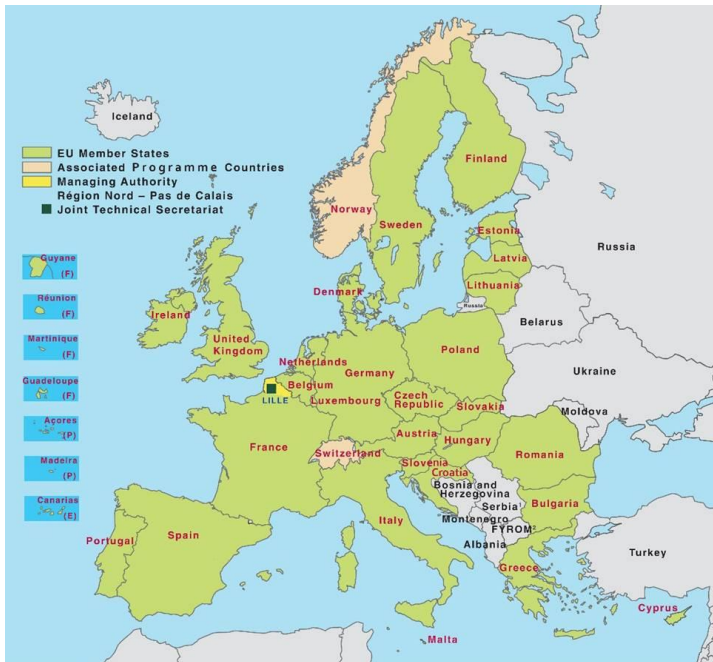 Iceland
EU Member States
Associated Programme Countries
Managing Authority
Région Nord – Pas de Calais
Joint Technical Secretariat
Finland
Norway
Sweden
Russia
Estonia
Latvia
Lithuania
Russia
Denmark
Guyane
(F)
Réunion
(F)
Martinique
(F)
Guadeloupe
(F)
Açores
(P)
Madeira
(P)
Canarias
(E)
Ireland
United
Kingdom
Belarus
Netherlands
Poland
Belgium
Germany
Ukraine
LILLE
Luxembourg
Czech
Republic
Slovakia
Moldova
Austria
Hungary
France
Switzerland
Romania
Slovenia
Croatia
Bosnia and
Herzegovina
Serbia
Bulgaria
Montenegro
FYROM²
Italy
Albania
Portugal
Spain
Greece
Turkey
Cyprus
Malta